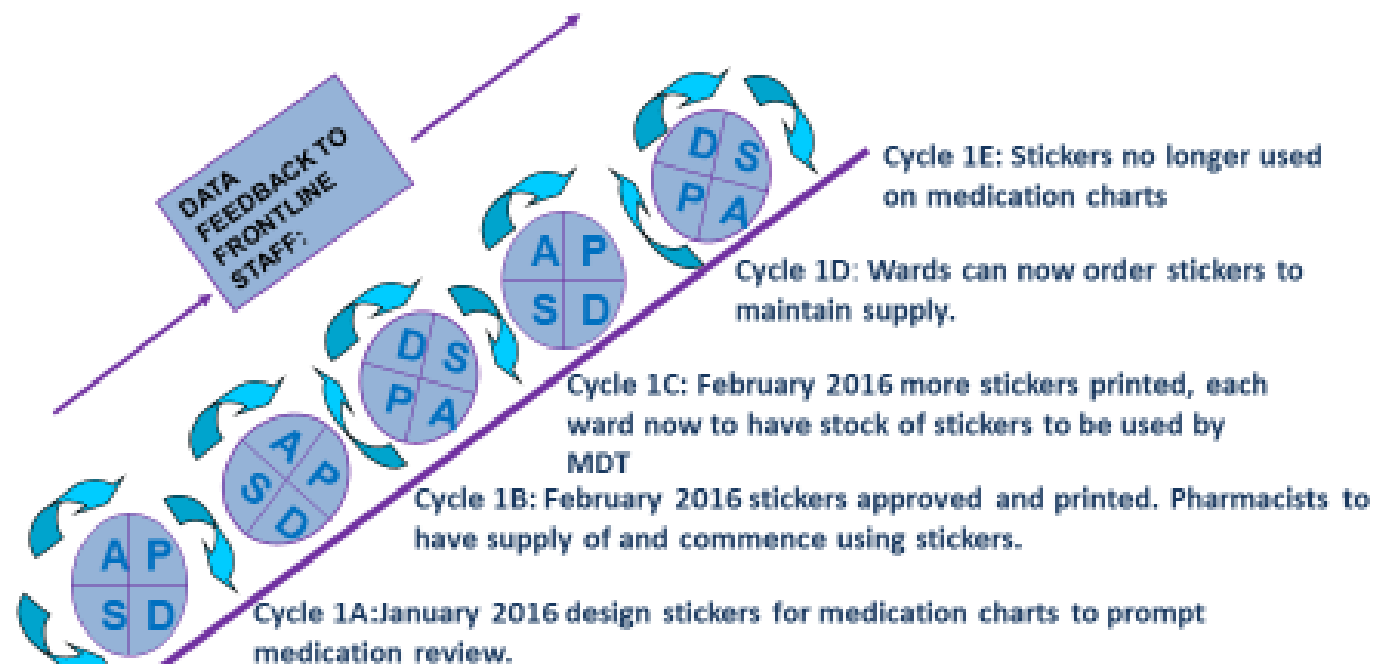 DATA
FEEDBACK TO
FRONTLINE
STAFF:
D S
P A
Cycle 1E: Stickers no longer used
on medication charts
A P
S D
Cycle 1D: Wards can now order stickers to
maintain supply.
D S
P A
Cycle 1C: February 2016 more stickers printed, each
ward now to have stock of stickers to be used by
MDT
A P
S D
Cycle 1B: February 2016 stickers approved and printed. Pharmacists to
have supply of and commence using stickers.
A P
S D
Cycle 1A:January 2016 design stickers for medication charts to prompt
medication review.